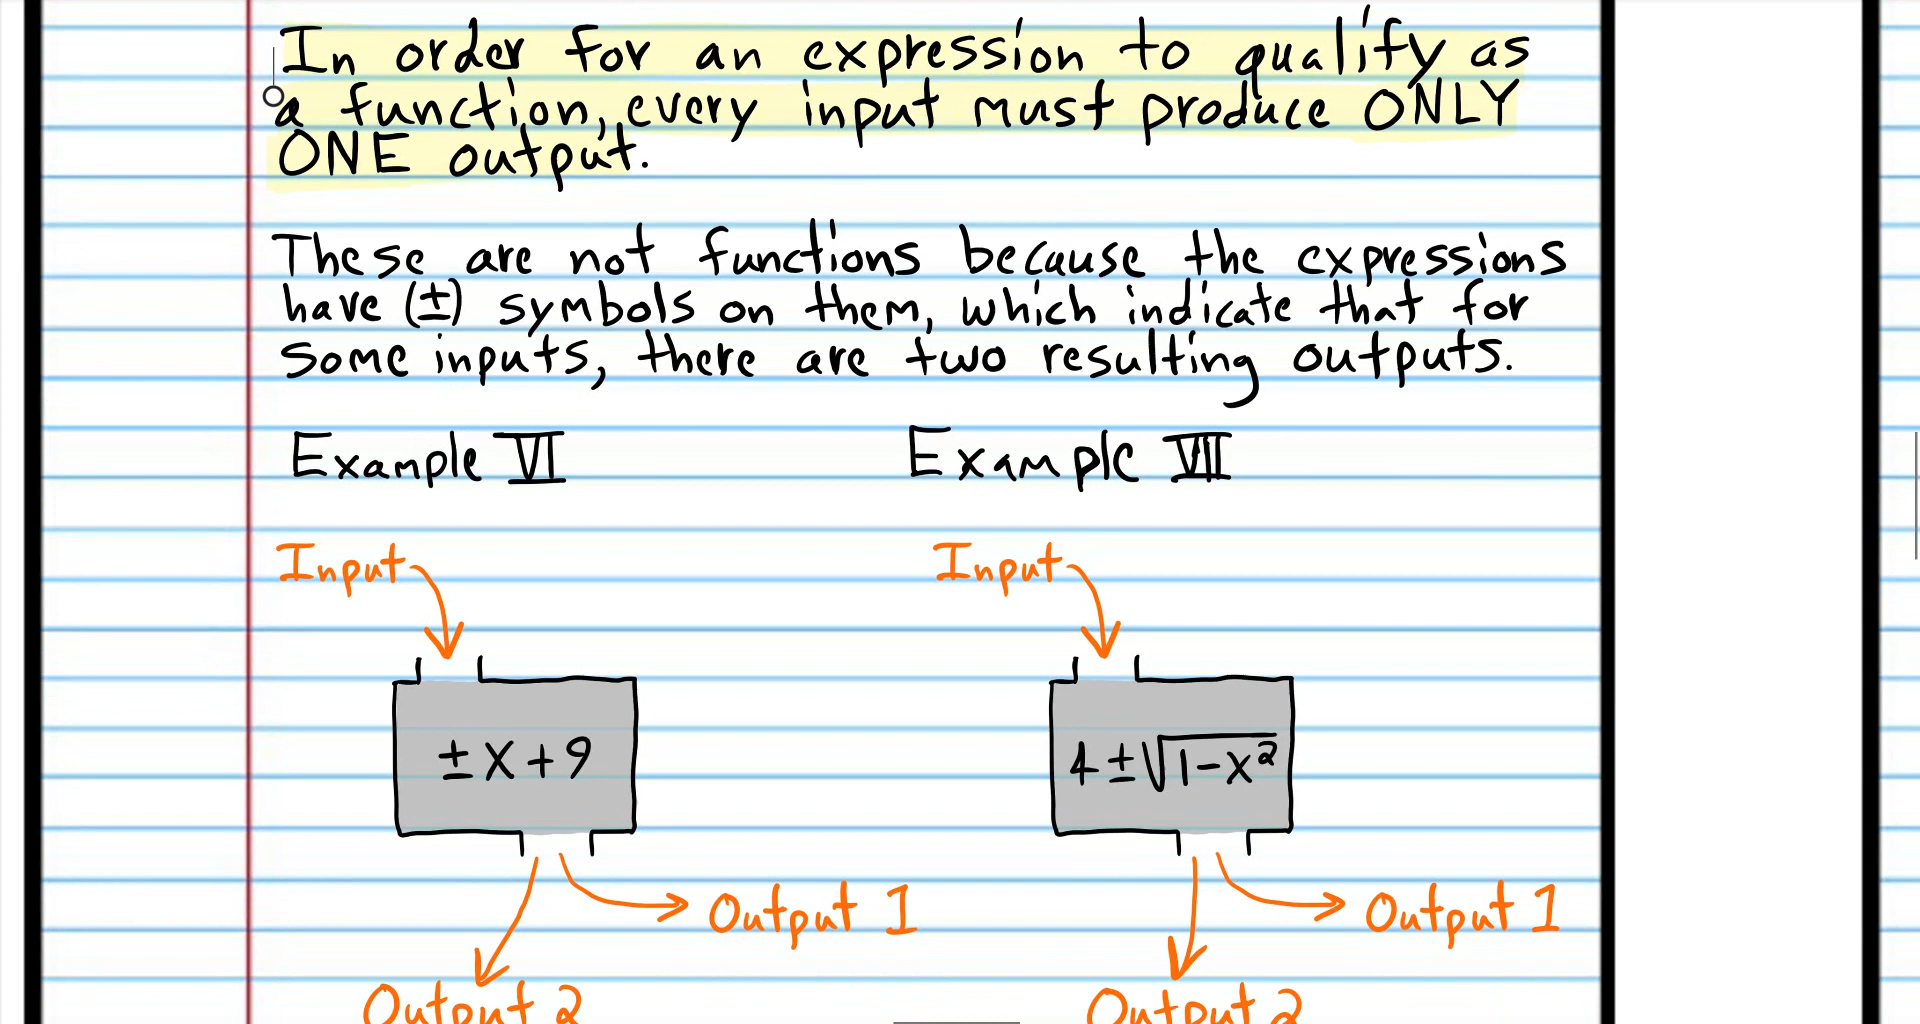 In order for an expression to qualify as
a function, every input must produce ONLY
ONE output.
These are not functions because the expressions
have (±) symbols on them, which indicate that for
some inputs, there are two resulting outputs.
Example VI
Example VII
Input
Input
±x+9
4±√1-x²
Output 1
Output 1
Output 2
Output 2